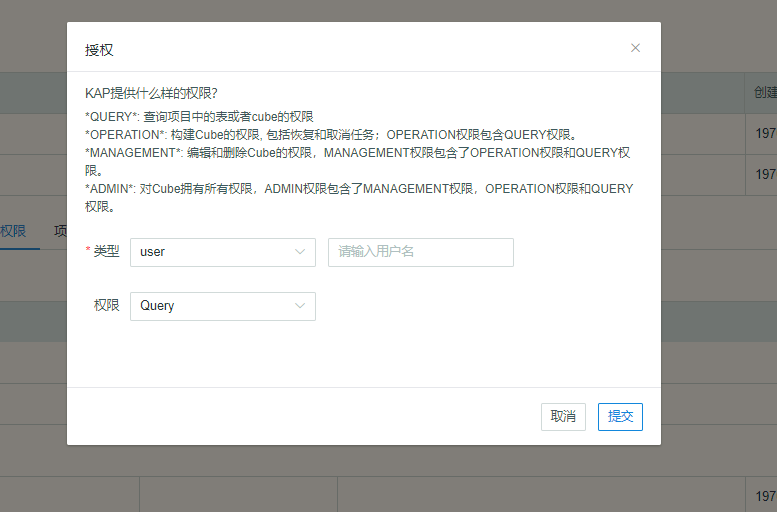 授权
KAP提供什么样的权限?
*QUERY*: 查询项目中的表或者cube的权限
*OPERATION*: 构建Cube的权限, 包括恢复和取消任务；OPERATION权限包含QUERY权限。
*MANAGEMENT*: 编辑和删除Cube的权限，MANAGEMENT权限包含了OPERATION权限和QUERY权
限。
*ADMIN*: 对Cube拥有所有权限，ADMIN权限包含了MANAGEMENT权限，OPERATION权限和QUERY
权限。
* 类型 user 请输入用户名
权限 Query
取消 提交
创建
197
197
权限 项
197